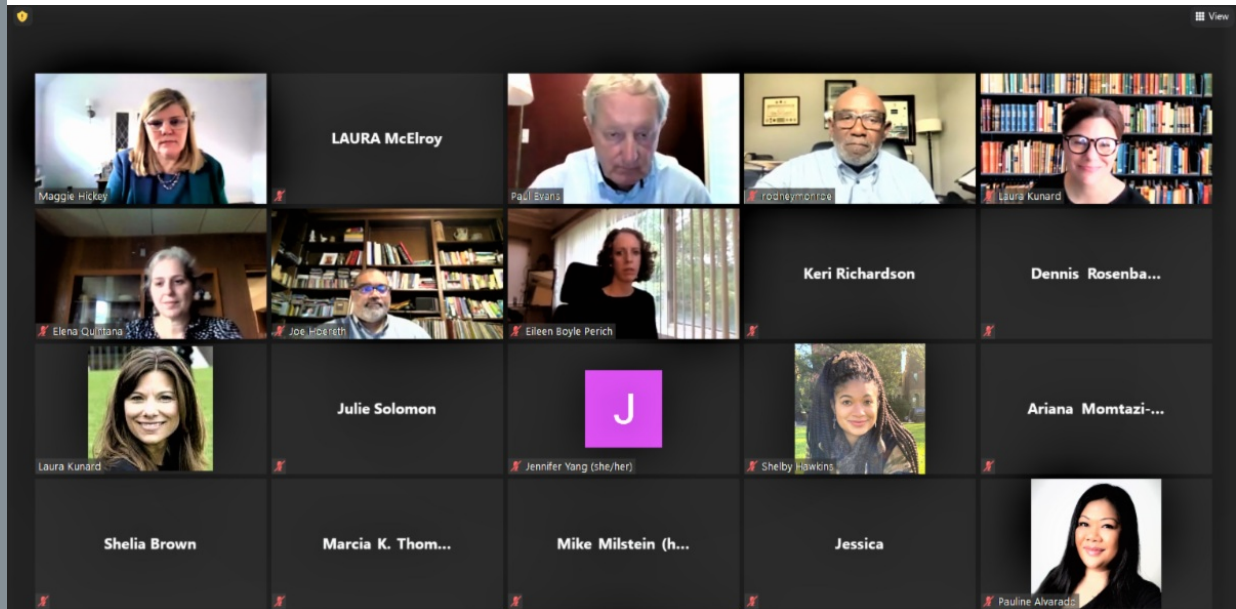 View
Maggie Hickey
LAURA McElroy
Paul Evans
rodneymonroe
Laura Kunard
Elena Quintana
Joe Hoereth
Eileen Boyle Perich
Keri Richardson
Dennis Rosenba...
Laura Kunard
Julie Solomon
J
Jennifer Yang (she/her)
Shelby Hawkins
Ariana Momtazi-...
Shelia Brown
Marcia K. Thom...
Mike Milstein (h...
Jessica
Pauline Alvarado